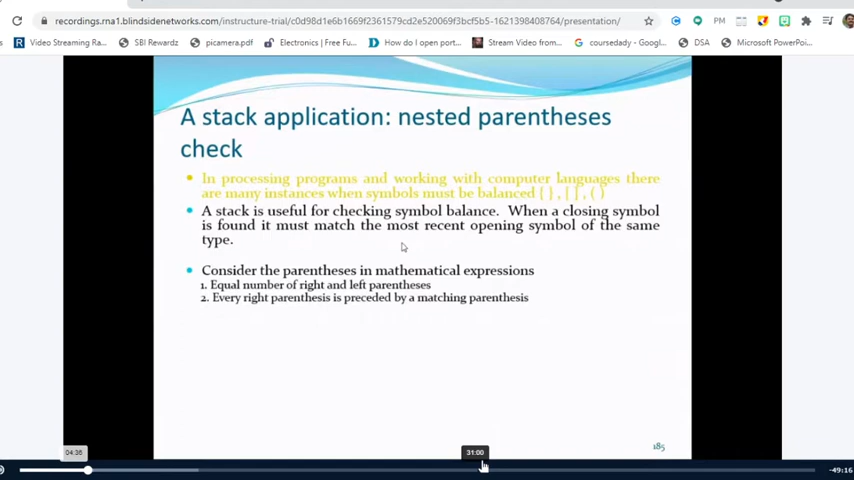 recordings.rna1.blindsidenetworks.com/instructure-trial/c0d98d1e6b1669f2361579cd2e520069f3bcf5b5-1621398408764/presentation/
PM
Video Streaming Ra... SBI Rewardz picamera.pdf Electronics | Free Fu... How do I open port... Stream Video from... coursedady - Googl... DSA Microsoft PowerPoi...
A stack application: nested parentheses
check
In processing programs and working with computer languages there
are many instances when symbols must be balanced { } , [ ] , ( )
A stack is useful for checking symbol balance. When a closing symbol
is found it must match the most recent opening symbol of the same
type.
Consider the parentheses in mathematical expressions
1. Equal number of right and left parentheses
2. Every right parenthesis is preceded by a matching parenthesis
185
04:36 31:00
-49:16